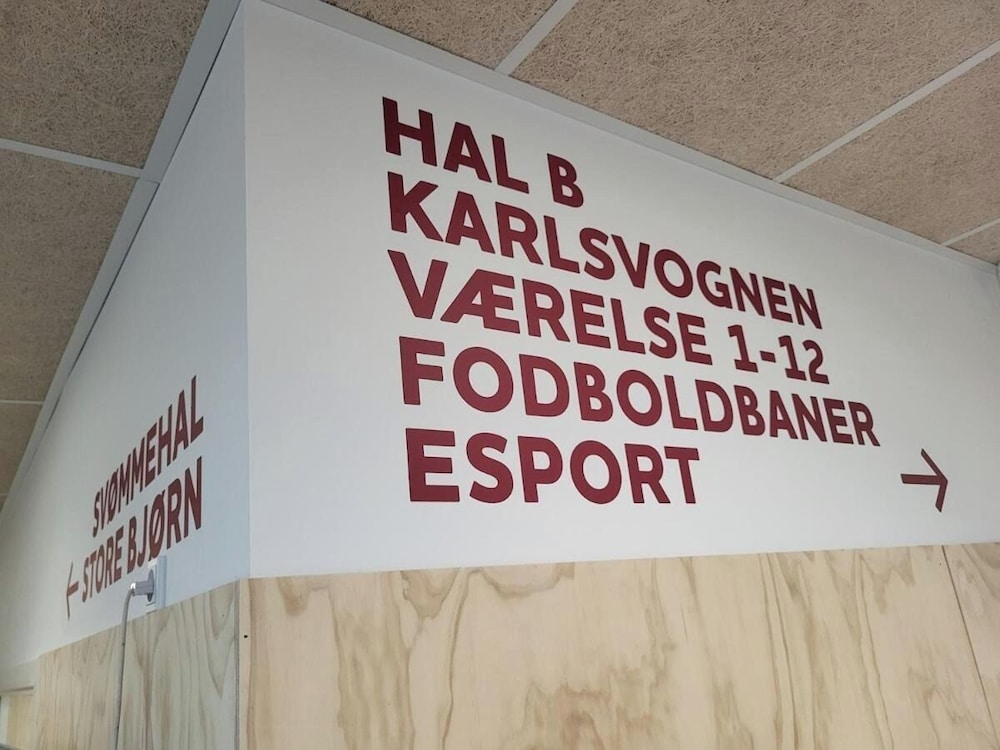 SVØMMEHAL
← STORE BJØRN
HAL B
KARLSVOGNEN
VÆRELSE 1-12
FODBOLDBANER
ESPORT →